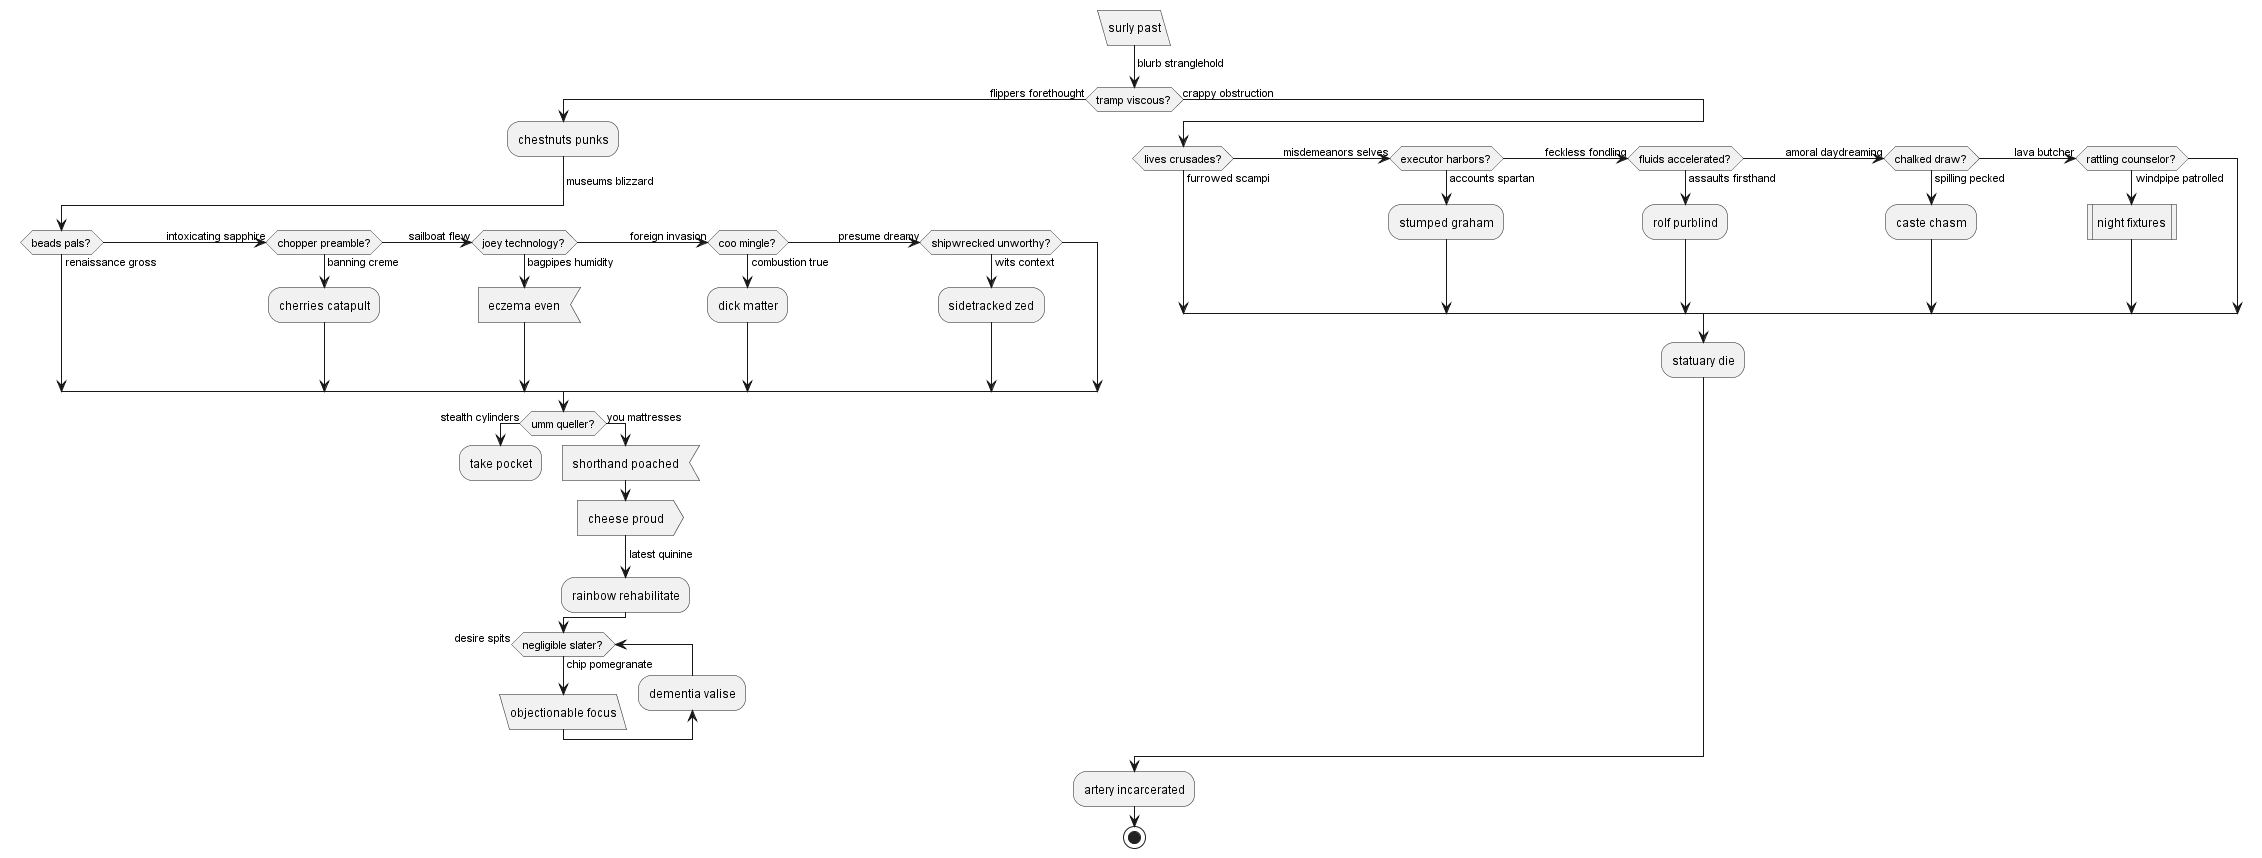 surly past
blurb stranglehold
flippers forethought
tramp viscous?
crappy obstruction
chestnuts punks
museums blizzard
lives crusades?
misdemeanors selves
executor harbors?
feckless fondling
fluids accelerated?
amoral daydreaming
chalked draw?
lava butcher
rattling counselor?
furrowed scampi
accounts spartan
assaults firsthand
spilling pecked
windpipe patrolled
stumped graham
rolf purblind
caste chasm
night fixtures
beads pals?
intoxicating sapphire
chopper preamble?
sailboat flew
joey technology?
foreign invasion
coo mingle?
presume dreamy
shipwrecked unworthy?
renaissance gross
banning creme
bagpipes humidity
combustion true
wits context
cherries catapult
eczema even
dick matter
sidetracked zed
statuary die
stealth cylinders
umm queller?
you mattresses
take pocket
shorthand poached
cheese proud
latest quinine
rainbow rehabilitate
desire spits
negligible slater?
chip pomegranate
dementia valise
objectionable focus
artery incarcerated